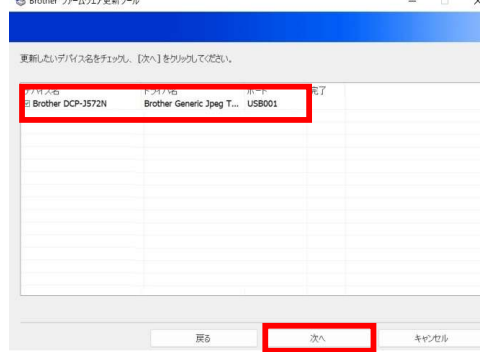 Brother ファームウェア更新ツール
更新したいデバイス名をチェックし、[次へ] をクリックしてください。
デバイス名 ドライバ名 ポート 完了
Brother DCP-J572N Brother Generic Jpeg T... USB001
戻る 次へ キャンセル